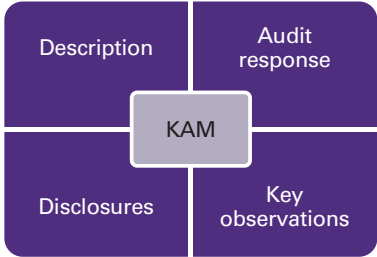 Description
Audit
response
KAM
Disclosures
Key
observations